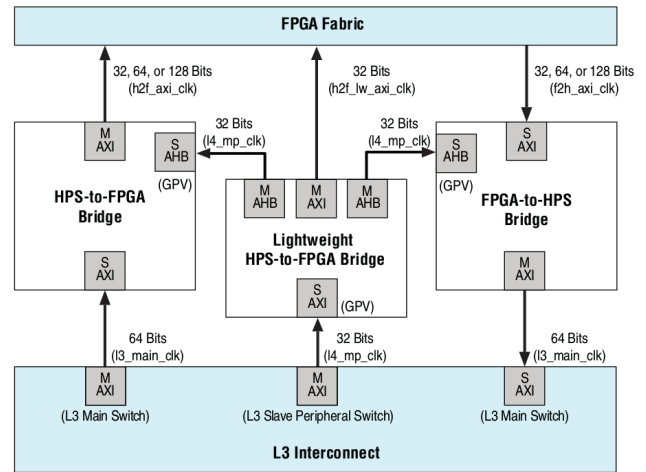 FPGA Fabric
32, 64, or 128 Bits
(h2f_axi_clk)
32 Bits
(h2f_lw_axi_clk)
32, 64, or 128 Bits
(f2h_axi_clk)
M
AXI
S
AHB
(GPV)
32 Bits
(l4_mp_clk)
32 Bits
(l4_mp_clk)
S
AHB
(GPV)
S
AXI
HPS-to-FPGA
Bridge
M
AHB
M
AXI
M
AHB
FPGA-to-HPS
Bridge
Lightweight
HPS-to-FPGA Bridge
S
AXI
S
AXI
(GPV)
M
AXI
64 Bits
(l3_main_clk)
32 Bits
(l4_mp_clk)
64 Bits
(l3_main_clk)
M
AXI
(L3 Main Switch)
M
AXI
(L3 Slave Peripheral Switch)
S
AXI
(L3 Main Switch)
L3 Interconnect